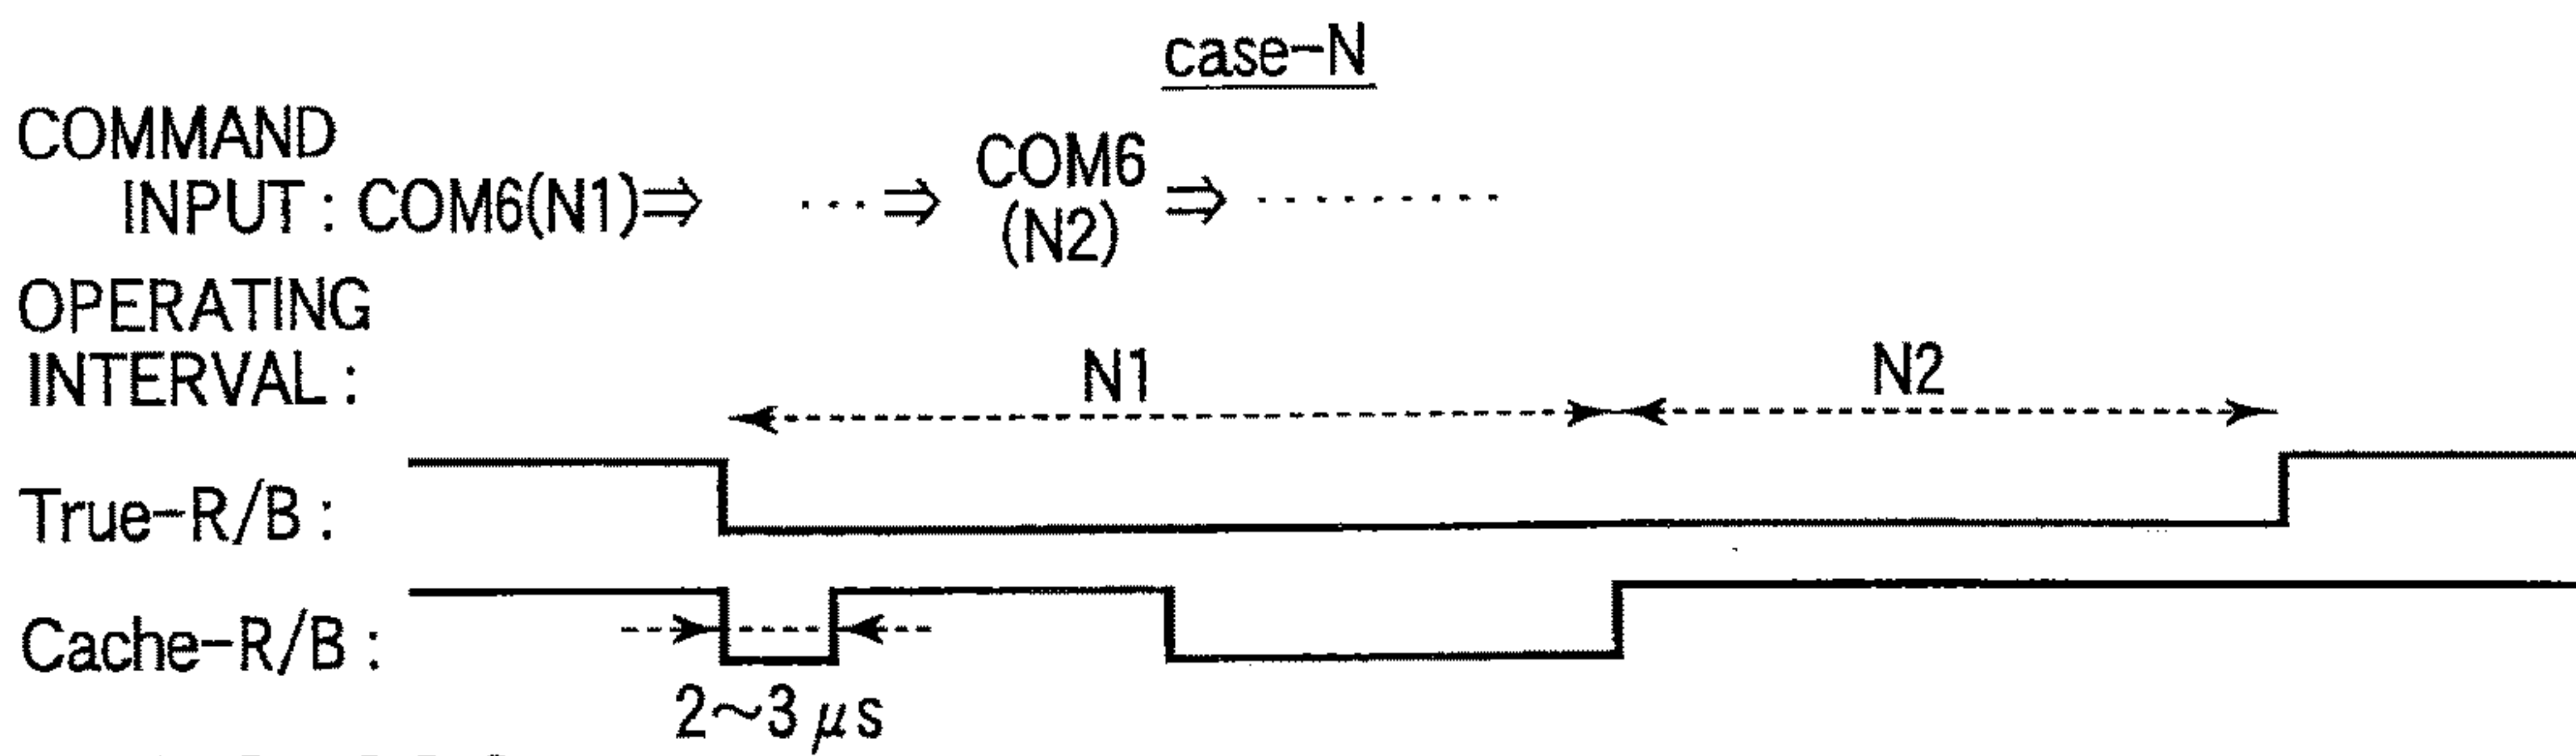 case-N
COMMAND
INPUT : COM6(N1)⇒ ···⇒ COM6 ⇒ ·········
(N2)
OPERATING
INTERVAL :
N1
N2
True-R/B :
Cache-R/B :
2~3 μs